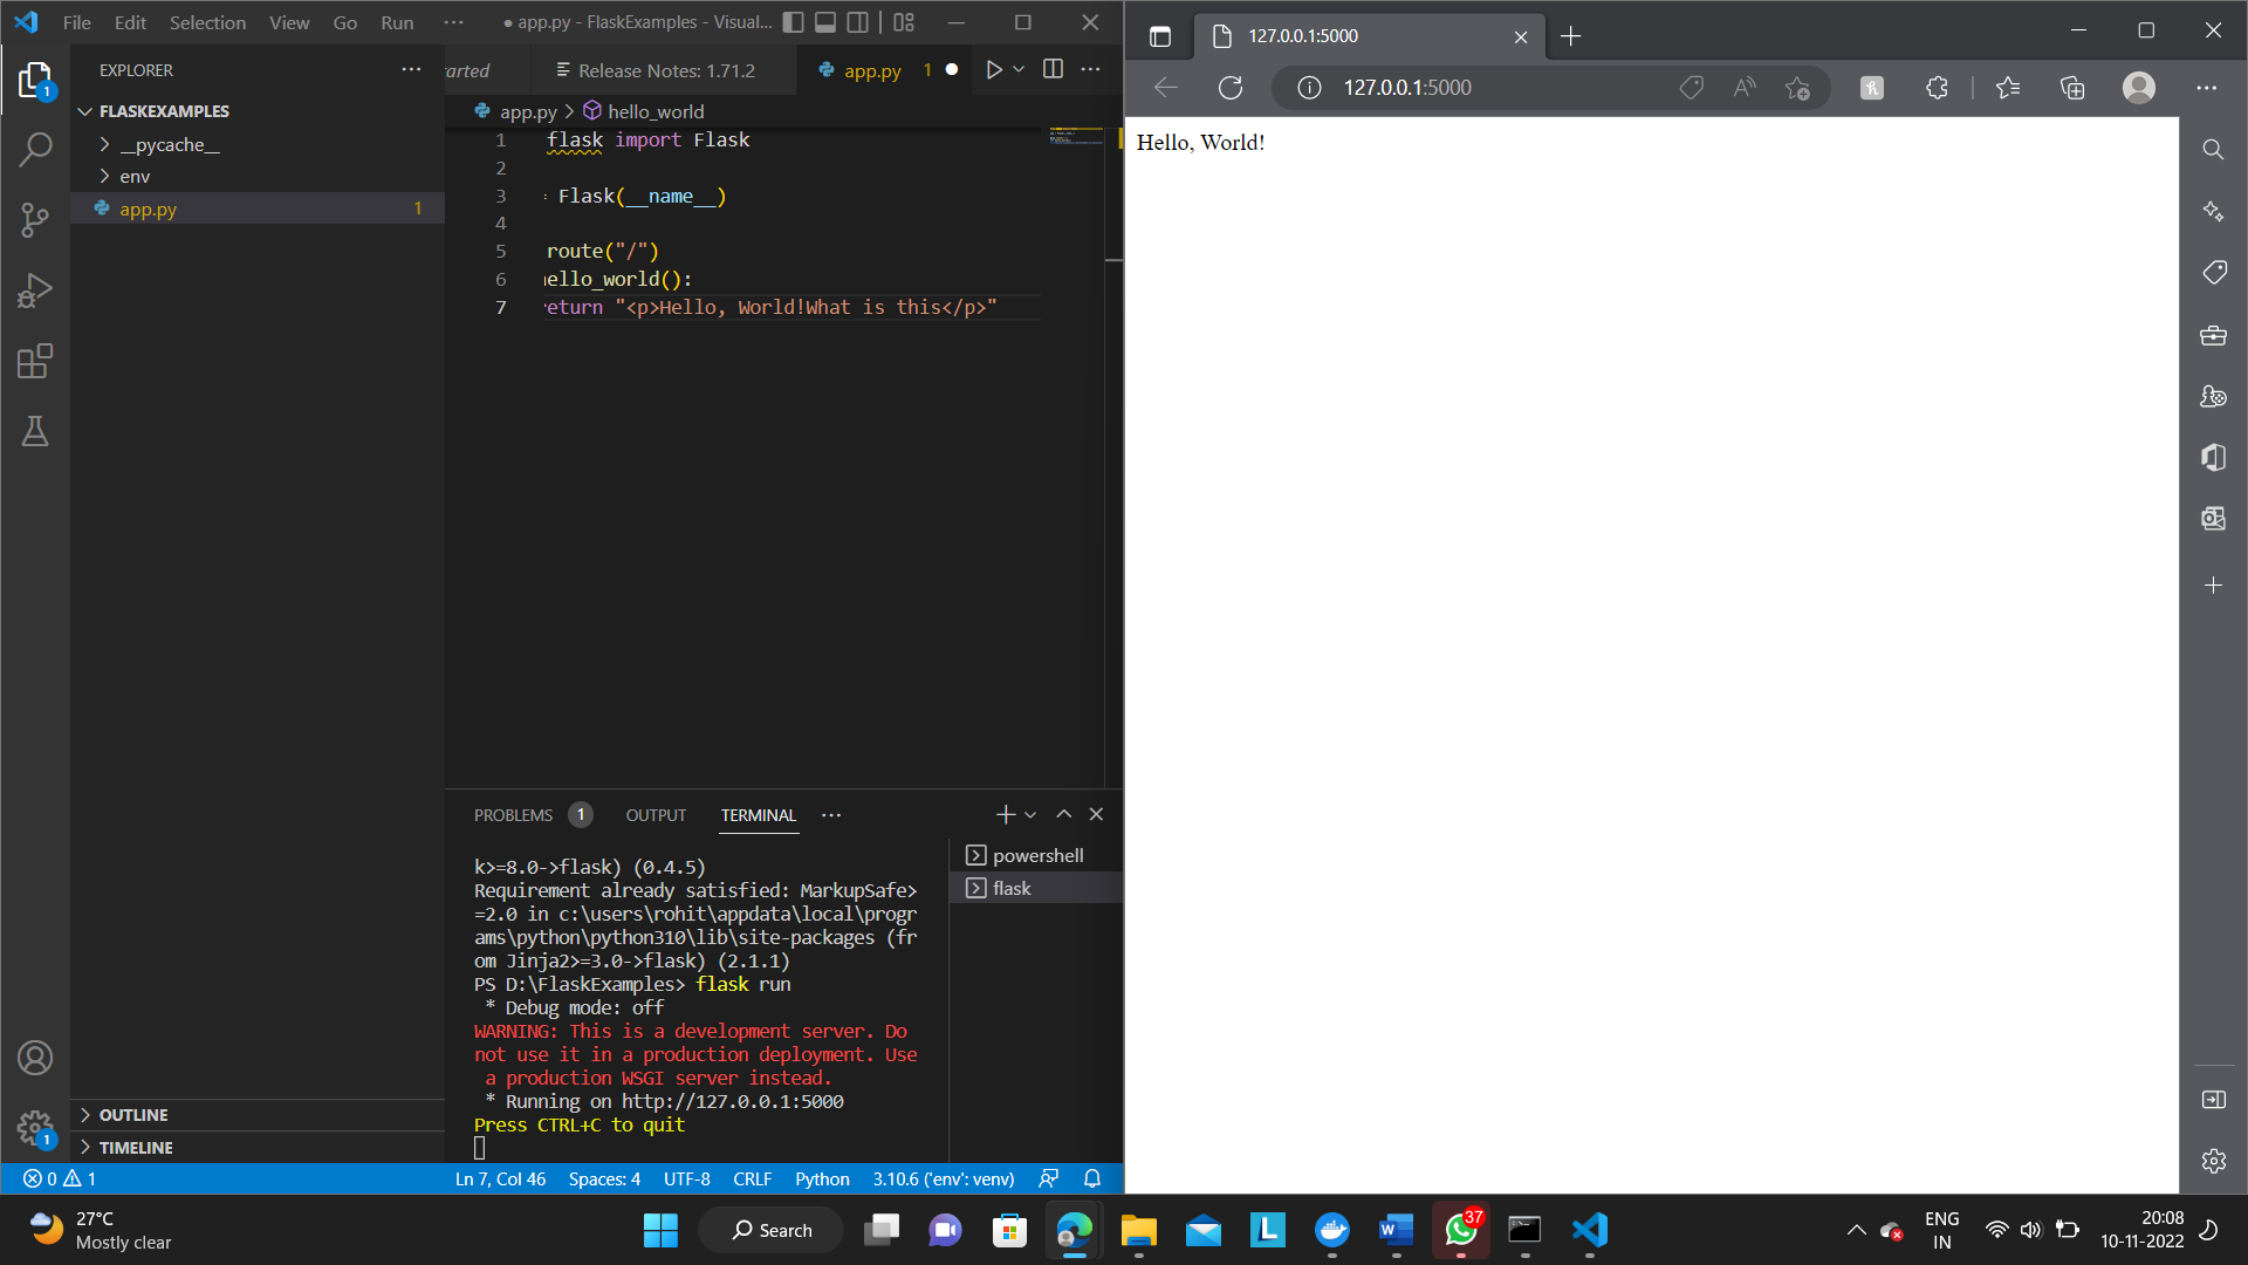 File Edit Selection View Go Run ··· ● app.py - FlaskExamples - Visual...
EXPLORER ···
FLASKEXAMPLES
__pycache__
env
app.py 1
OUTLINE
TIMELINE
arted Release Notes: 1.71.2 app.py 1
app.py > hello_world
1 flask import Flask
2
3 = Flask(__name__)
4
5 route("/")
6 hello_world():
7 return "<p>Hello, World!What is this</p>"
PROBLEMS 1 OUTPUT TERMINAL ···
k>=8.0->flask) (0.4.5)
Requirement already satisfied: MarkupSafe>
=2.0 in c:\users\rohit\appdata\local\progr
ams\python\python310\lib\site-packages (fr
om Jinja2>=3.0->flask) (2.1.1)
PS D:\FlaskExamples> flask run
* Debug mode: off
WARNING: This is a development server. Do
not use it in a production deployment. Use
a production WSGI server instead.
* Running on http://127.0.0.1:5000
Press CTRL+C to quit
powershell
flask
1
1
0 1 Ln 7, Col 46 Spaces: 4 UTF-8 CRLF Python 3.10.6 ('env': venv)
127.0.0.1:5000
127.0.0.1:5000
Hello, World!
27°C
Mostly clear
Search
37
ENG
IN
20:08
10-11-2022